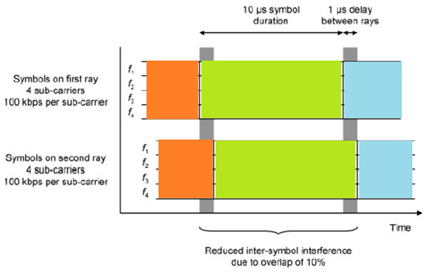 10 µs symbol
duration
1 µs delay
between rays
Symbols on first ray
4 sub-carriers
100 kbps per sub-carrier
f1
f2
f3
f4
Symbols on second ray
4 sub-carriers
100 kbps per sub-carrier
f1
f2
f3
f4
Time
Reduced inter-symbol interference
due to overlap of 10%